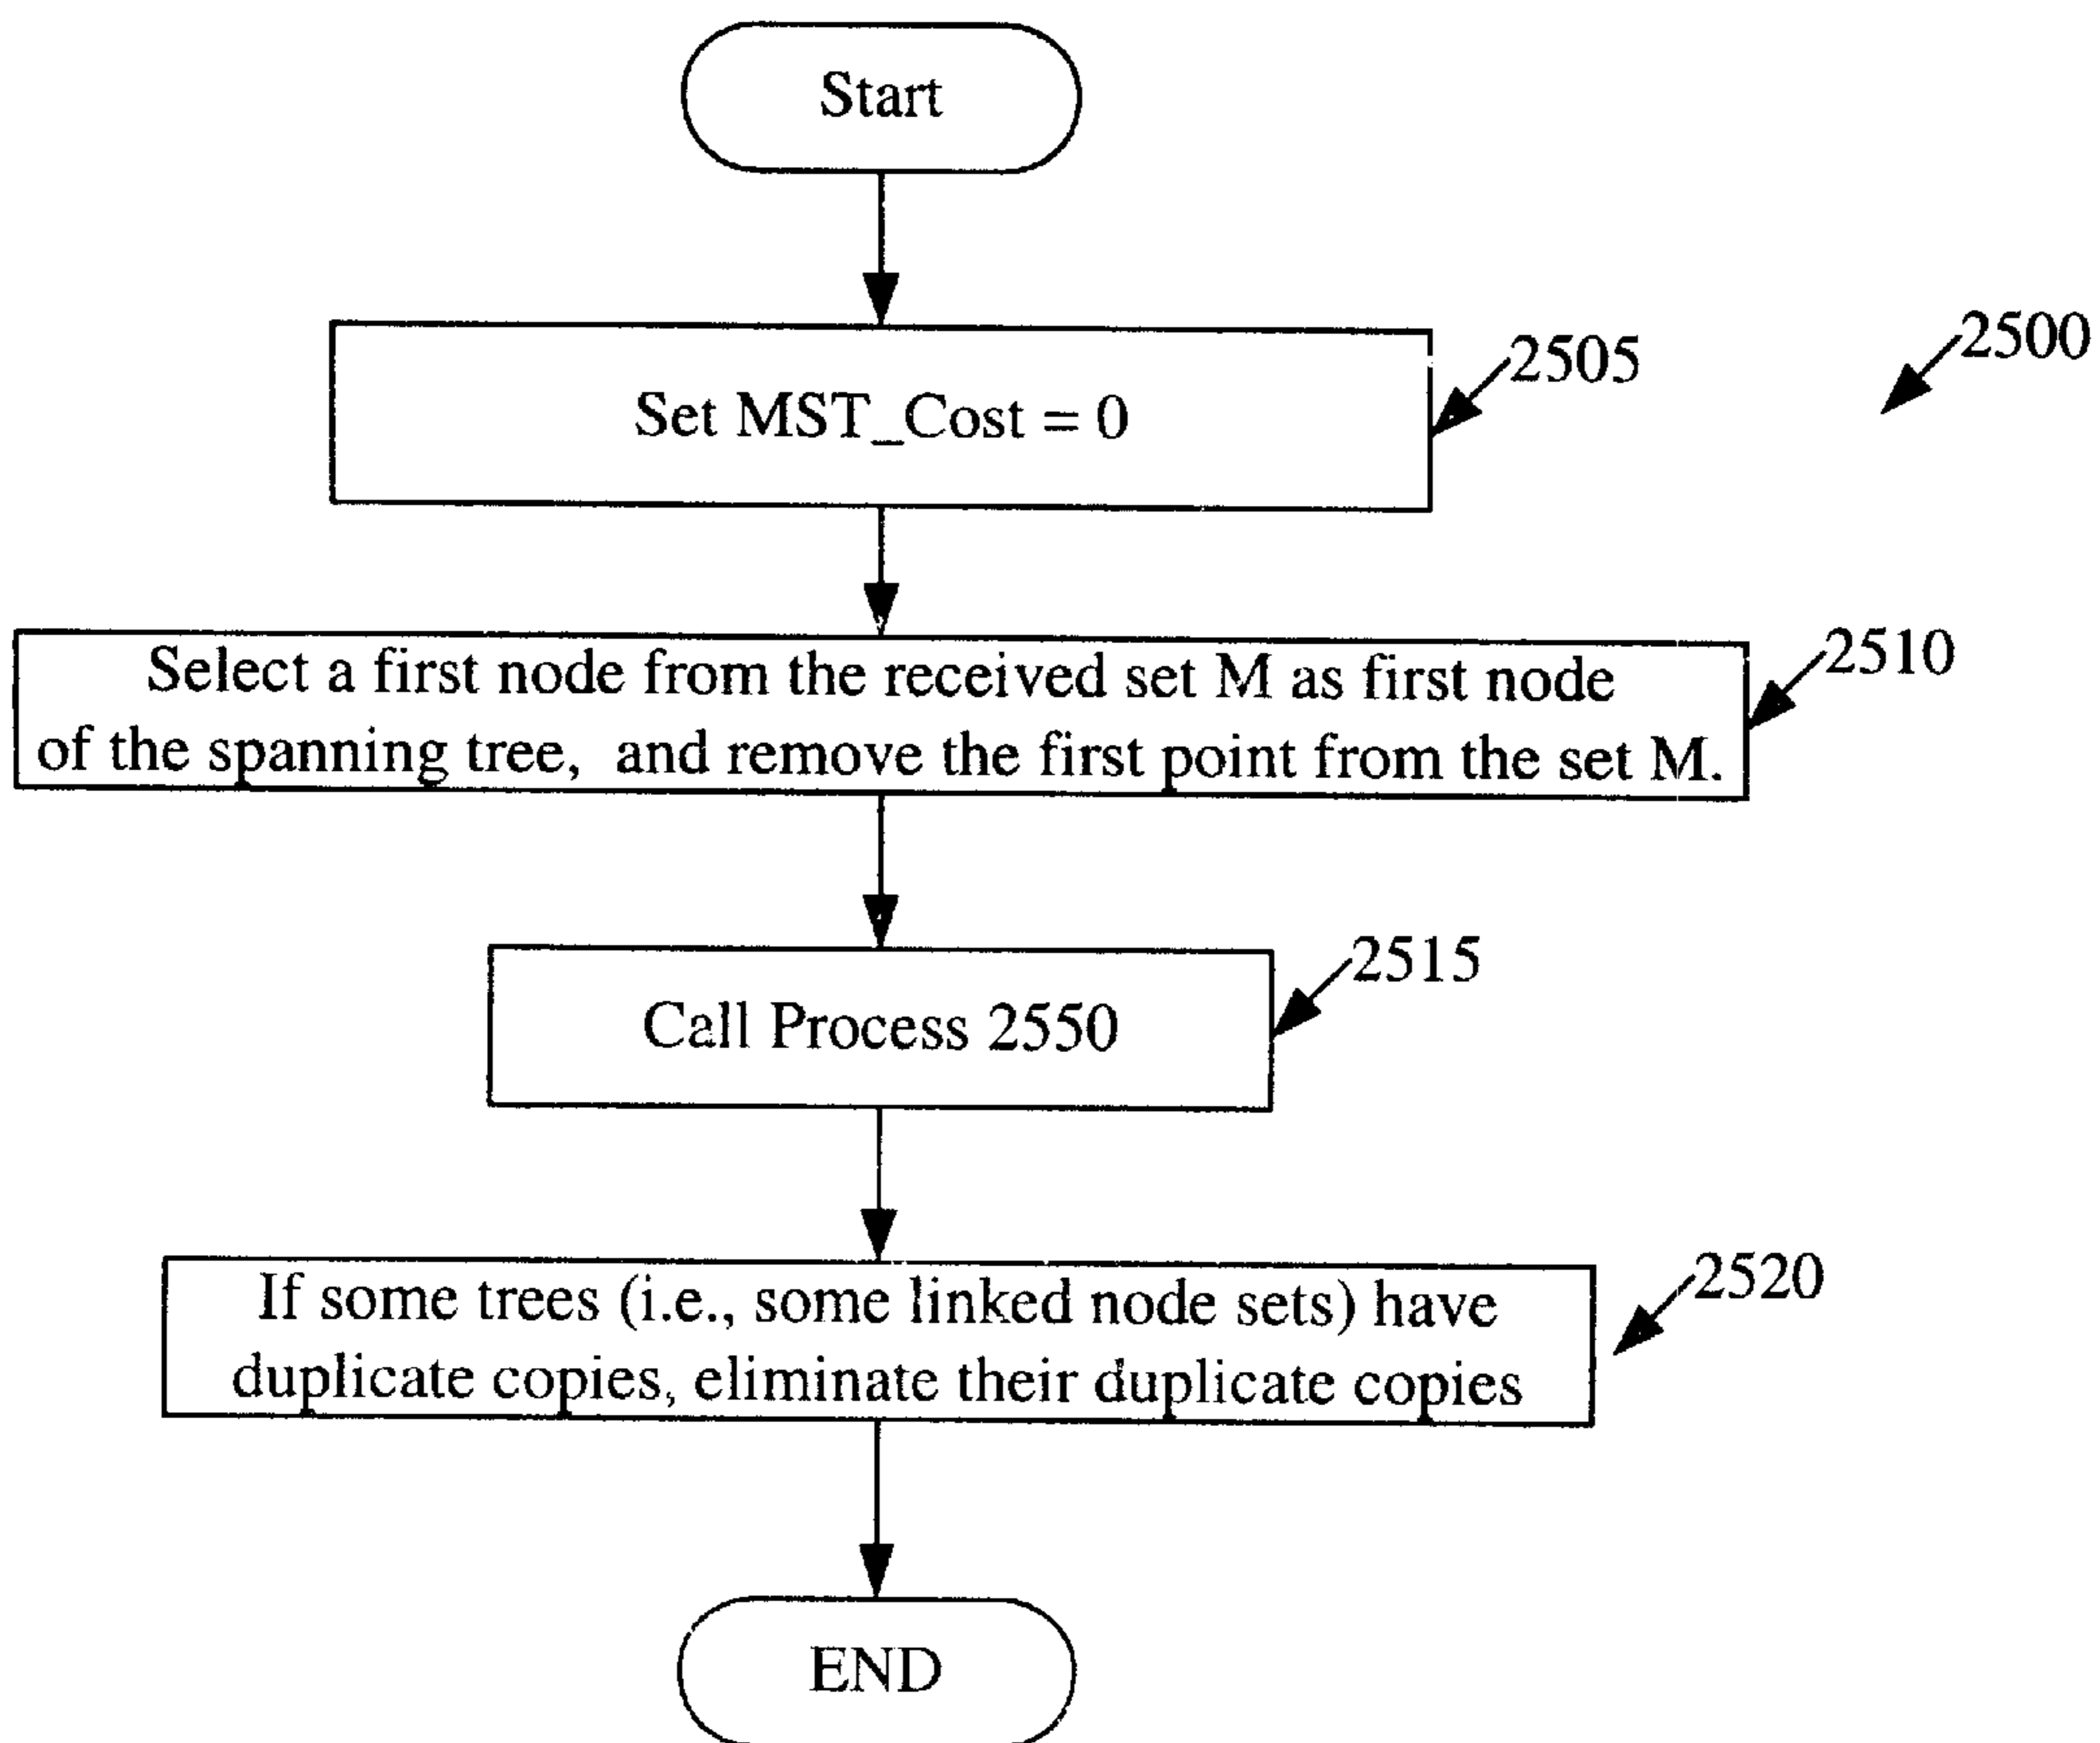 Start
2500
Set MST_Cost = 0
2505
Select a first node from the received set M as first node
of the spanning tree, and remove the first point from the set M.
2510
Call Process 2550
2515
If some trees (i.e., some linked node sets) have
duplicate copies, eliminate their duplicate copies
2520
END